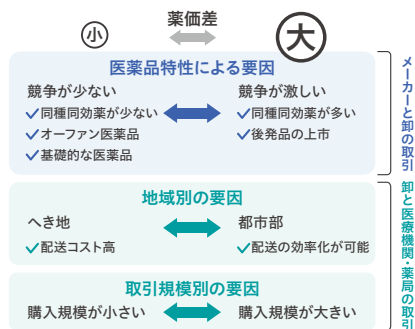 薬価差
小
大
医薬品特性による要因
競争が少ない
同種同効薬が少ない
オーファン医薬品
基礎的な医薬品
競争が激しい
同種同効薬が多い
後発品の上市
メーカーと卸の取引
地域別の要因
へき地
配送コスト高
都市部
配送の効率化が可能
取引規模別の要因
購入規模が小さい
購入規模が大きい
卸と医療機関・薬局の取引